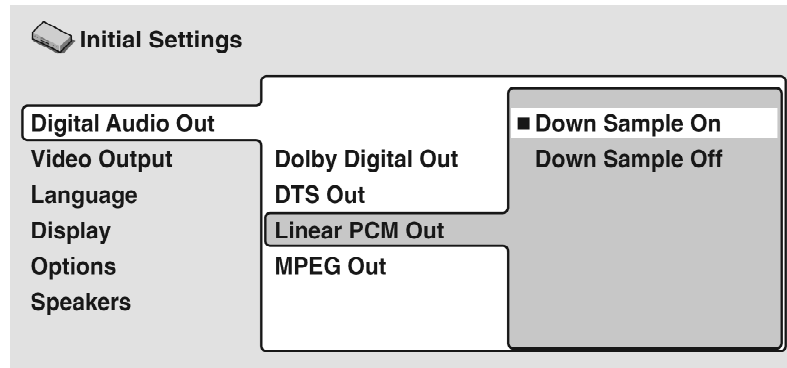 Initial Settings
Digital Audio Out
Video Output
Language
Display
Options
Speakers
Dolby Digital Out
DTS Out
Linear PCM Out
MPEG Out
Down Sample On
Down Sample Off